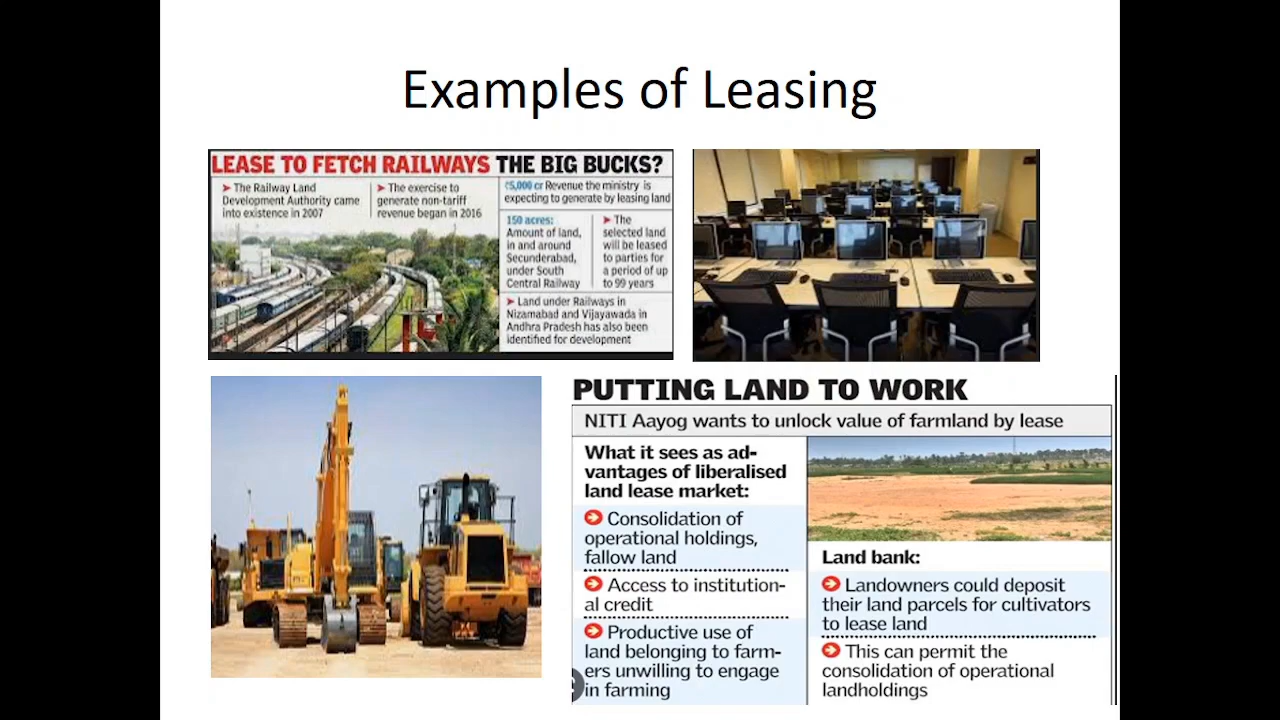 Examples of Leasing
LEASE TO FETCH RAILWAYS THE BIG BUCKS?
➤ The Railway Land
Development Authority came
into existence in 2007
➤ The exercise to
generate non-tariff
revenue began in 2016
₹5,000 cr Revenue the ministry is
expecting to generate by leasing land
150 acres:
Amount of land,
in and around
Secunderabad,
under South
Central Railway
➤ The
selected land
will be leased
to parties for
a period of up
to 99 years
➤ Land under Railways in
Nizamabad and Vijayawada in
Andhra Pradesh has also been
identified for development
PUTTING LAND TO WORK
NITI Aayog wants to unlock value of farmland by lease
What it sees as ad-
vantages of liberalised
land lease market:
Consolidation of
operational holdings,
fallow land
Access to institution-
al credit
Productive use of
land belonging to farm-
ers unwilling to engage
in farming
Land bank:
Landowners could deposit
their land parcels for cultivators
to lease land
This can permit the
consolidation of operational
landholdings